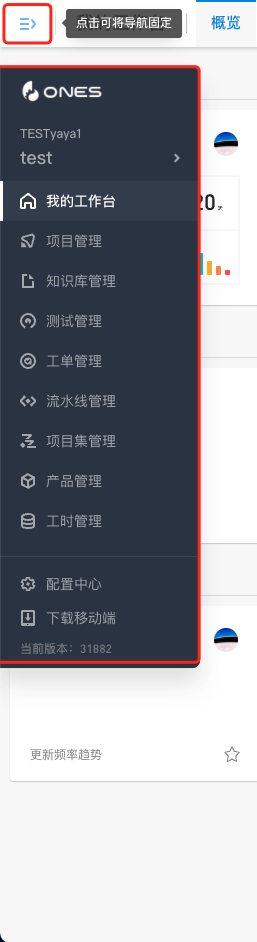 点击可将导航固定
概览
ONES
TESTyaya1
test
20天
我的工作台
项目管理
知识库管理
测试管理
工单管理
流水线管理
项目集管理
产品管理
工时管理
配置中心
下载移动端
当前版本：31882
更新频率趋势